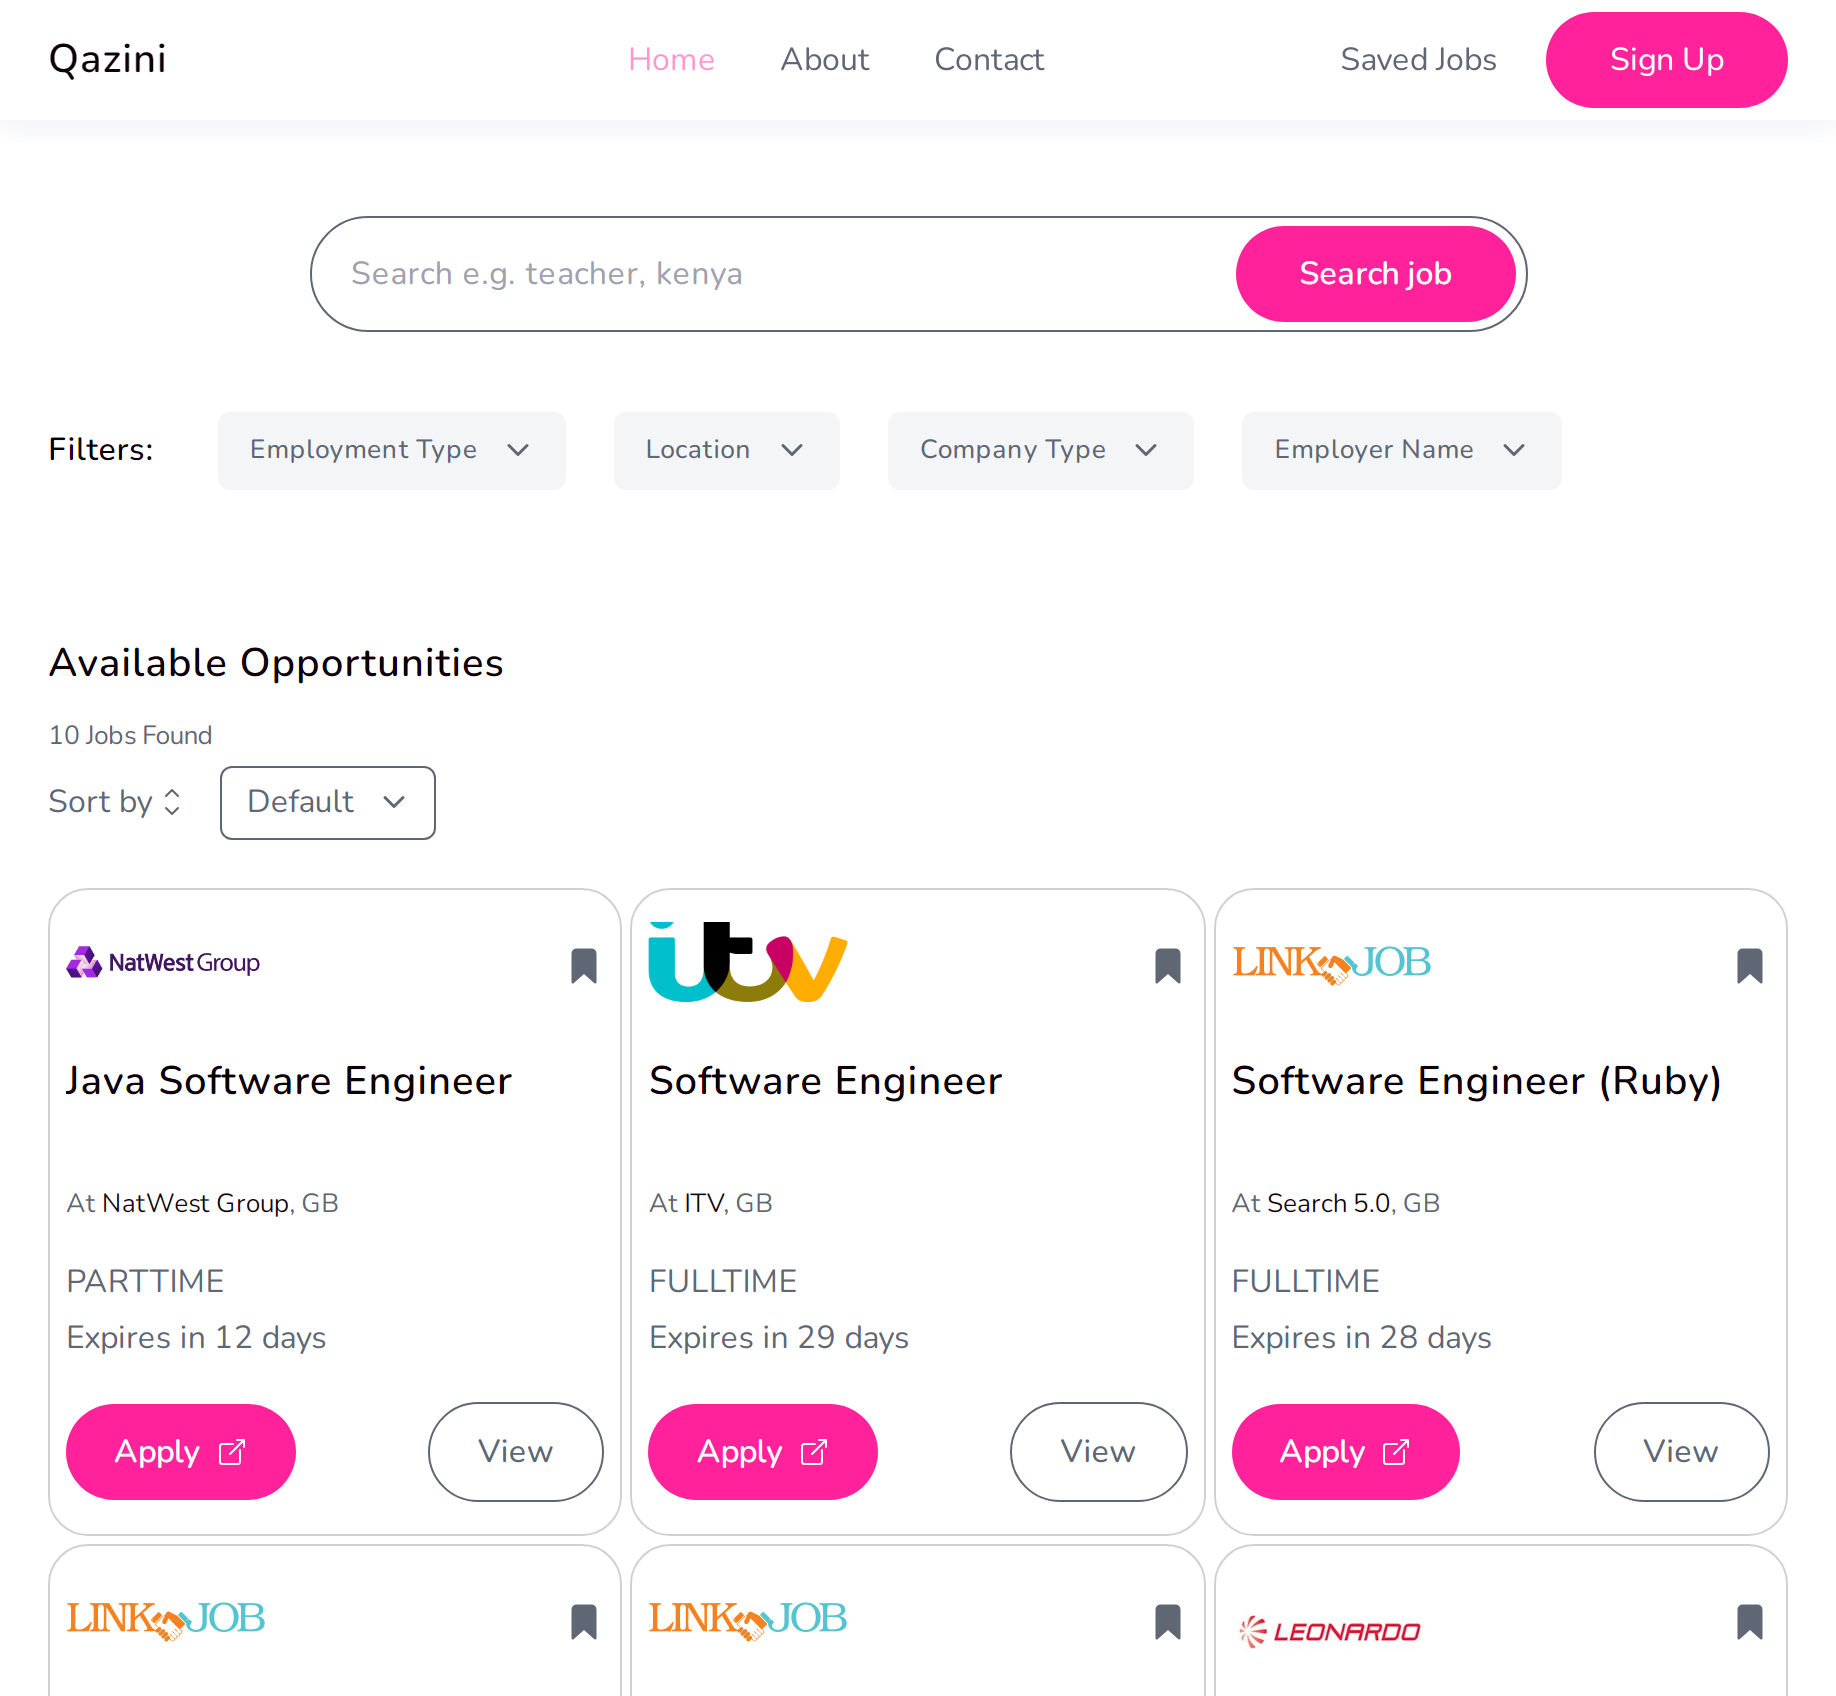 Qazini
Home About Contact Saved Jobs Sign Up
Search e.g. teacher, kenya Search job
Filters: Employment Type Location Company Type Employer Name
Available Opportunities
10 Jobs Found
Sort by Default
NatWest Group
Java Software Engineer
At NatWest Group, GB
PARTTIME
Expires in 12 days
Apply View
itv
Software Engineer
At ITV, GB
FULLTIME
Expires in 29 days
Apply View
LINK JOB
Software Engineer (Ruby)
At Search 5.0, GB
FULLTIME
Expires in 28 days
Apply View
LINK JOB
LINK JOB
LEONARDO